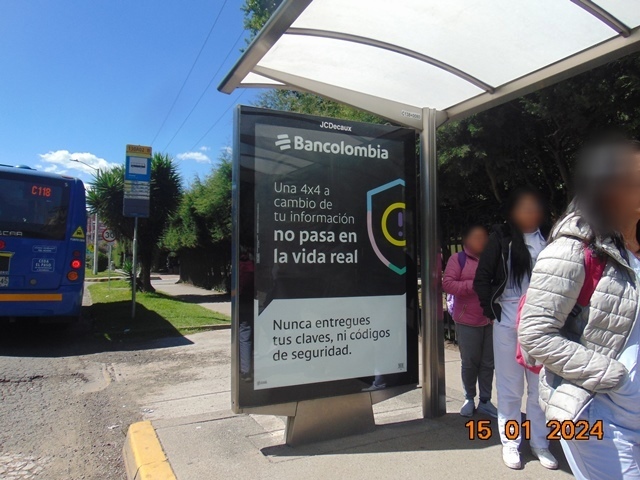 JCDecaux
Bancolombia
Una 4x4 a
cambio de
tu información
no pasa en
la vida real
Nunca entregues
tus claves, ni códigos
de seguridad.
C118
15 01 2024